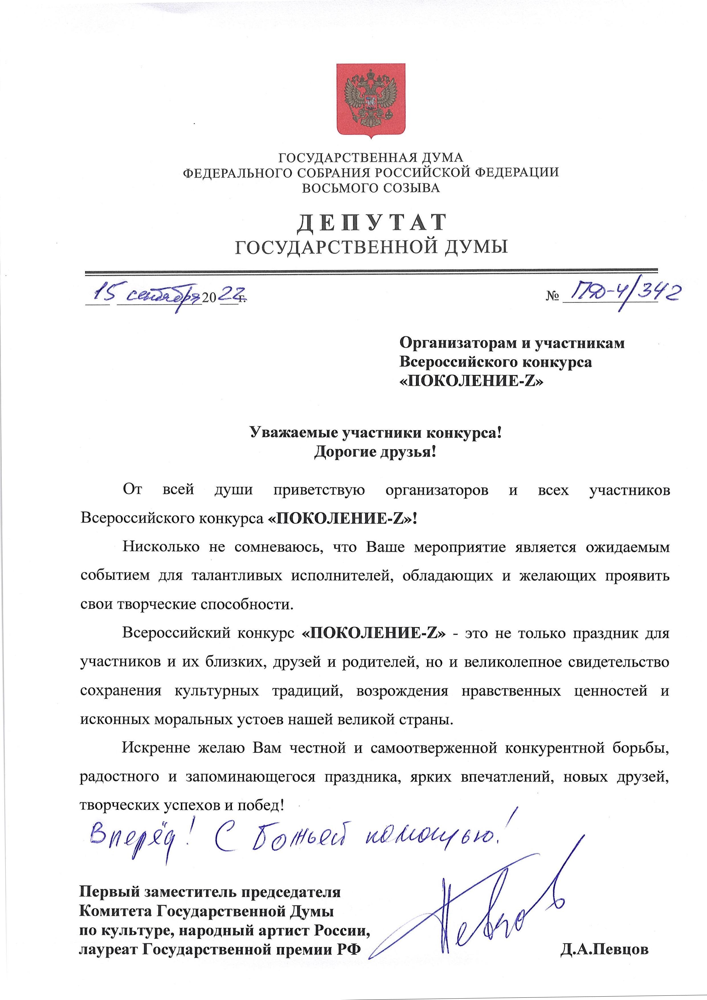 ГОСУДАРСТВЕННАЯ ДУМА
ФЕДЕРАЛЬНОГО СОБРАНИЯ РОССИЙСКОЙ ФЕДЕРАЦИИ
ВОСЬМОГО СОЗЫВА
ДЕПУТАТ
ГОСУДАРСТВЕННОЙ ДУМЫ
15 сентября 2022 г.
№ ПД-4/342
Организаторам и участникам
Всероссийского конкурса
«ПОКОЛЕНИЕ-Z»
Уважаемые участники конкурса!
Дорогие друзья!
От всей души приветствую организаторов и всех участников
Всероссийского конкурса «ПОКОЛЕНИЕ-Z»!
Нисколько не сомневаюсь, что Ваше мероприятие является ожидаемым
событием для талантливых исполнителей, обладающих и желающих проявить
свои творческие способности.
Всероссийский конкурс «ПОКОЛЕНИЕ-Z» - это не только праздник для
участников и их близких, друзей и родителей, но и великолепное свидетельство
сохранения культурных традиций, возрождения нравственных ценностей и
исконных моральных устоев нашей великой страны.
Искренне желаю Вам честной и самоотверженной конкурентной борьбы,
радостного и запоминающегося праздника, ярких впечатлений, новых друзей,
творческих успехов и побед!
Вперёд! С Божьей помощью!
Первый заместитель председателя
Комитета Государственной Думы
по культуре, народный артист России,
лауреат Государственной премии РФ
Певцов
Д.А.Певцов